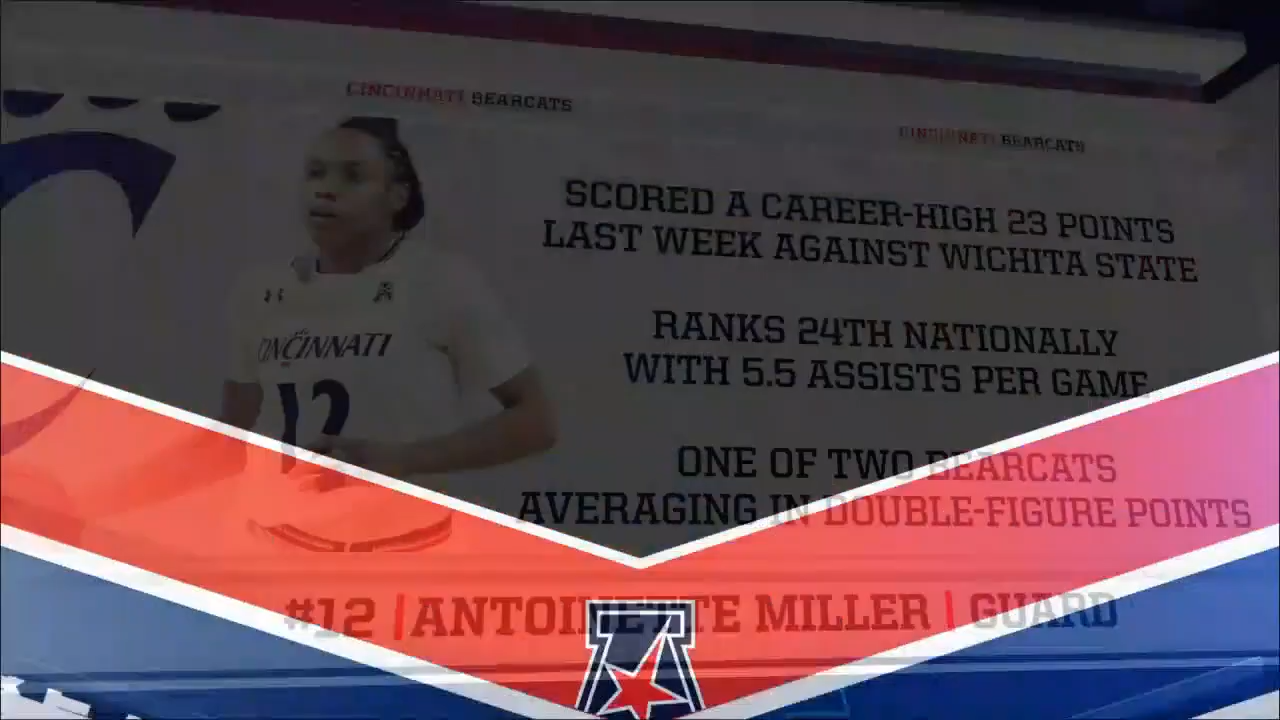 CINCINNATI BEARCATS
CINCINNATI BEARCATS
SCORED A CAREER-HIGH 23 POINTS
LAST WEEK AGAINST WICHITA STATE
RANKS 24TH NATIONALLY
WITH 5.5 ASSISTS PER GAME
CINCINNATI
12
ONE OF TWO BEARCATS
AVERAGING IN DOUBLE-FIGURE POINTS
#12 | ANTOINETTE MILLER | GUARD